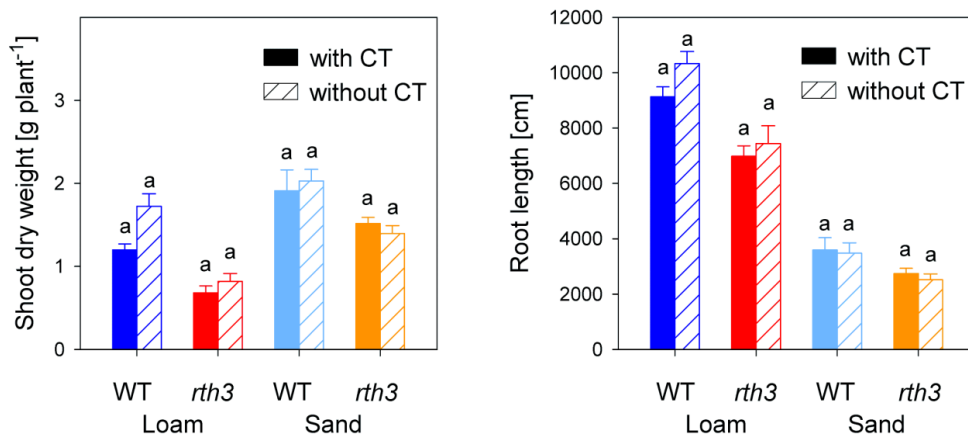 Shoot dry weight [g plant⁻¹]
3
2
1
0
with CT
without CT
a a a a a a a a
WT rth3 WT rth3
Loam Sand
Root length [cm]
12000
10000
8000
6000
4000
2000
0
with CT
without CT
a a a a a a a a
WT rth3 WT rth3
Loam Sand